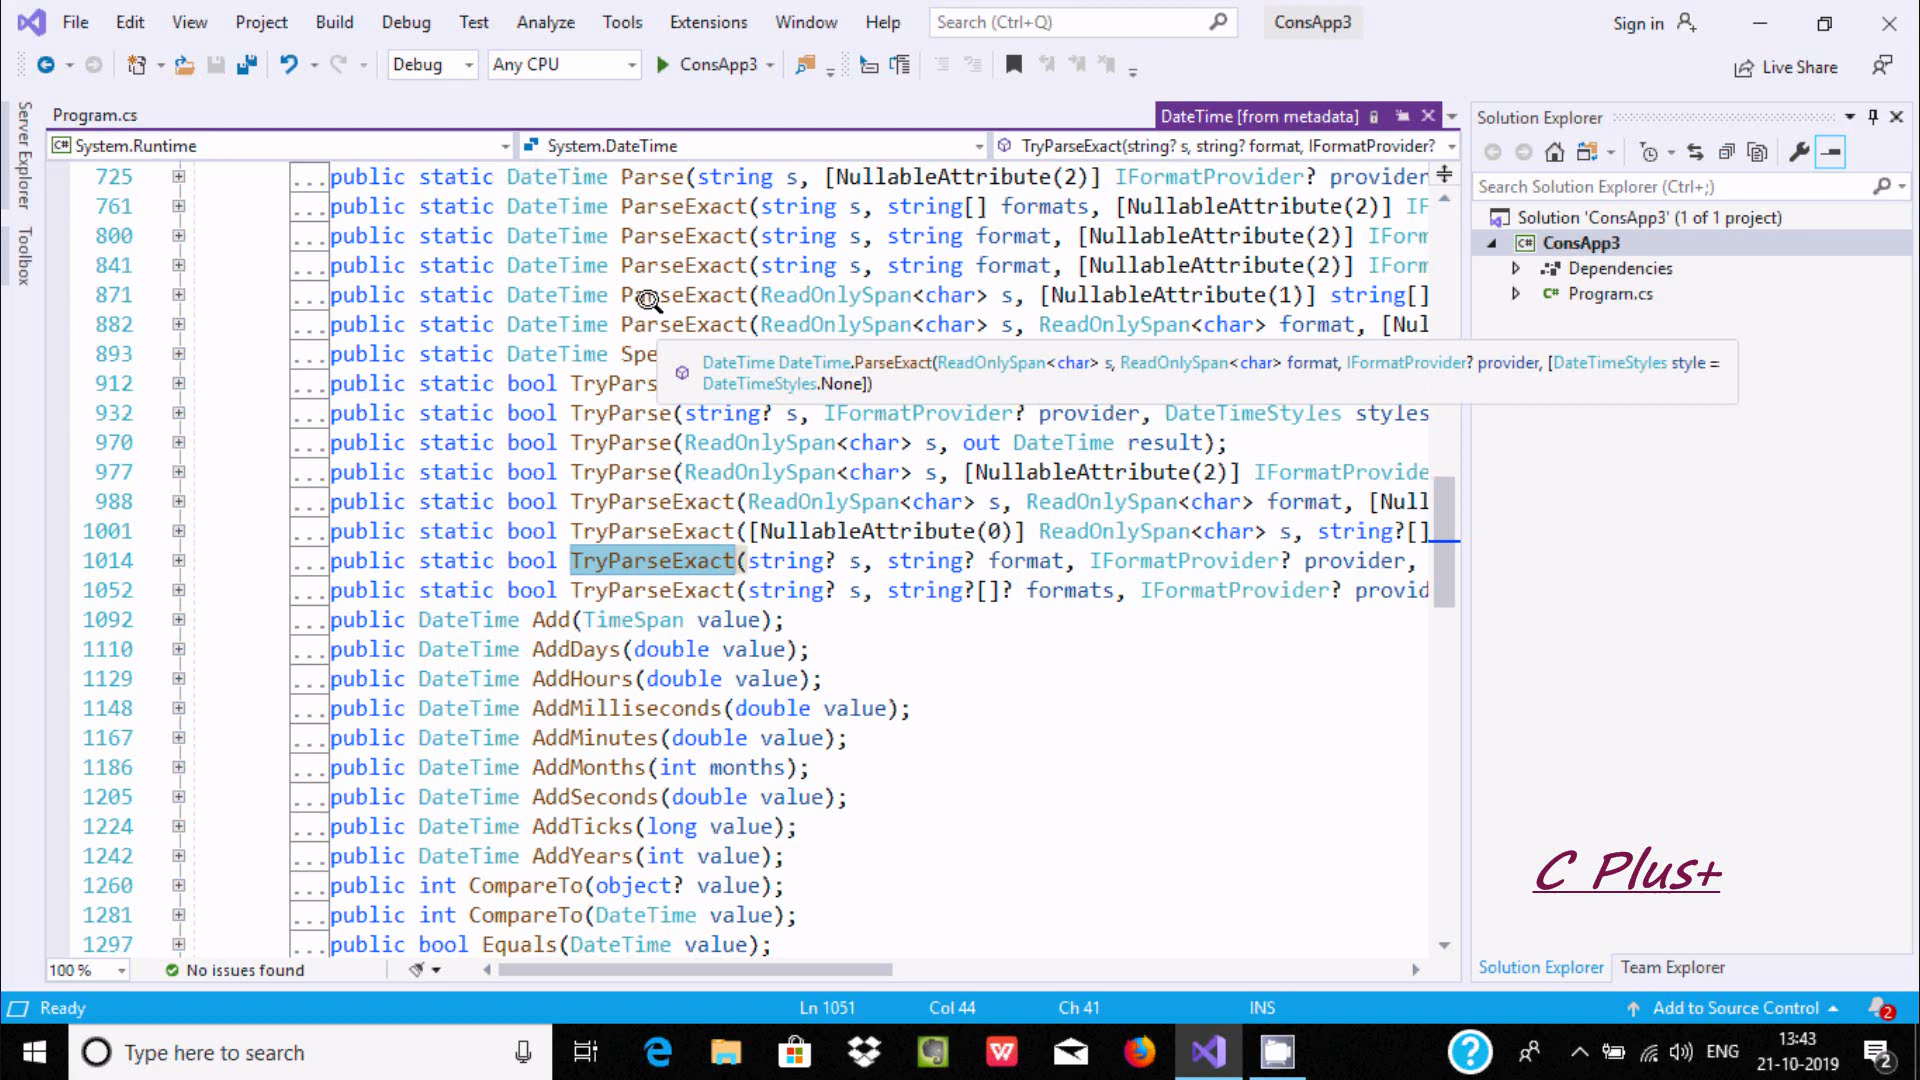 File Edit View Project Build Debug Test Analyze Tools Extensions Window Help Search (Ctrl+Q) ConsApp3 Sign in
Debug Any CPU ConsApp3 Live Share
Server Explorer
Toolbox
Program.cs DateTime [from metadata]
C# System.Runtime System.DateTime TryParseExact(string? s, string? format, IFormatProvider?
725 ...public static DateTime Parse(string s, [NullableAttribute(2)] IFormatProvider? provider
761 ...public static DateTime ParseExact(string s, string[] formats, [NullableAttribute(2)] IF
800 ...public static DateTime ParseExact(string s, string format, [NullableAttribute(2)] IForm
841 ...public static DateTime ParseExact(string s, string format, [NullableAttribute(2)] IForm
871 ...public static DateTime ParseExact(ReadOnlySpan<char> s, [NullableAttribute(1)] string[]
882 ...public static DateTime ParseExact(ReadOnlySpan<char> s, ReadOnlySpan<char> format, [Nul
893 ...public static DateTime Spe
DateTime DateTime.ParseExact(ReadOnlySpan<char> s, ReadOnlySpan<char> format, IFormatProvider? provider, [DateTimeStyles style =
DateTimeStyles.None])
912 ...public static bool TryPars
932 ...public static bool TryParse(string? s, IFormatProvider? provider, DateTimeStyles styles
970 ...public static bool TryParse(ReadOnlySpan<char> s, out DateTime result);
977 ...public static bool TryParse(ReadOnlySpan<char> s, [NullableAttribute(2)] IFormatProvide
988 ...public static bool TryParseExact(ReadOnlySpan<char> s, ReadOnlySpan<char> format, [Null
1001 ...public static bool TryParseExact([NullableAttribute(0)] ReadOnlySpan<char> s, string?[]
1014 ...public static bool TryParseExact(string? s, string? format, IFormatProvider? provider,
1052 ...public static bool TryParseExact(string? s, string?[]? formats, IFormatProvider? provid
1092 ...public DateTime Add(TimeSpan value);
1110 ...public DateTime AddDays(double value);
1129 ...public DateTime AddHours(double value);
1148 ...public DateTime AddMilliseconds(double value);
1167 ...public DateTime AddMinutes(double value);
1186 ...public DateTime AddMonths(int months);
1205 ...public DateTime AddSeconds(double value);
1224 ...public DateTime AddTicks(long value);
1242 ...public DateTime AddYears(int value);
1260 ...public int CompareTo(object? value);
1281 ...public int CompareTo(DateTime value);
1297 ...public bool Equals(DateTime value);
100 % No issues found
Solution Explorer
Search Solution Explorer (Ctrl+;)
Solution 'ConsApp3' (1 of 1 project)
C# ConsApp3
Dependencies
C# Program.cs
C Plus+
Solution Explorer Team Explorer
Ready Ln 1051 Col 44 Ch 41 INS Add to Source Control 2
Type here to search ? ENG 13:43
21-10-2019 2